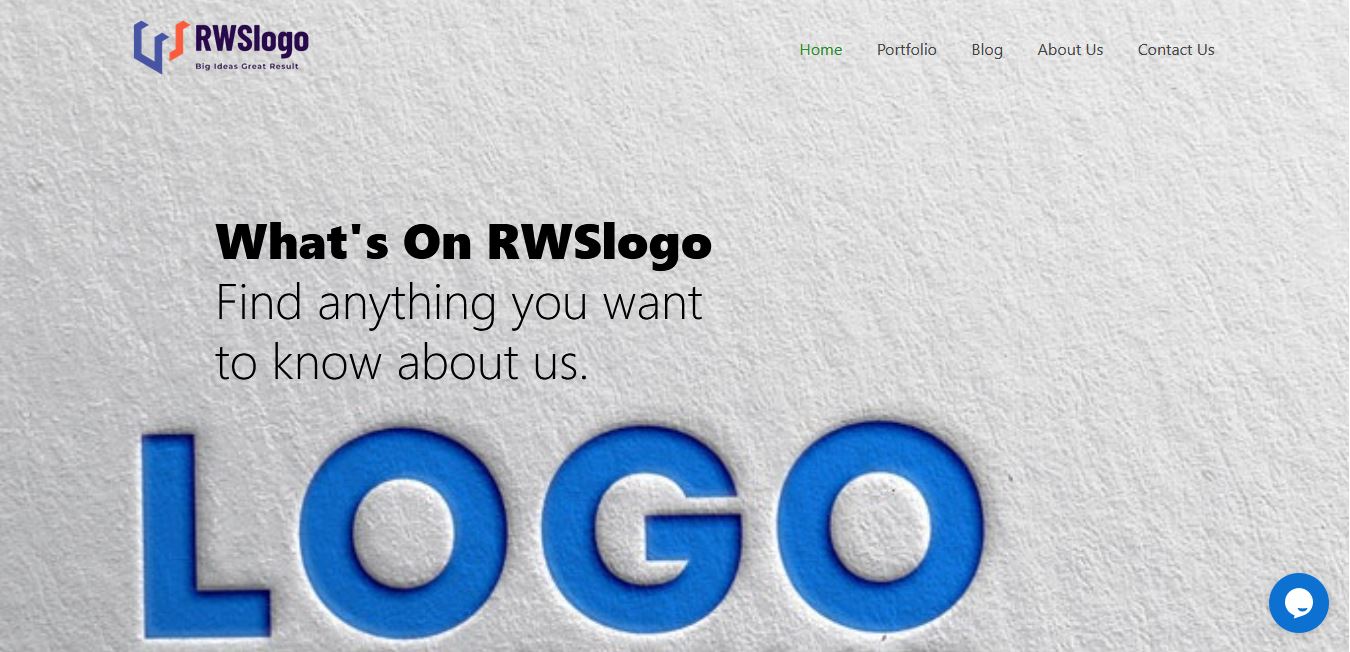 RWSlogo
Big Ideas Great Result
Home Portfolio Blog About Us Contact Us
What's On RWSlogo
Find anything you want
to know about us.
LOGO